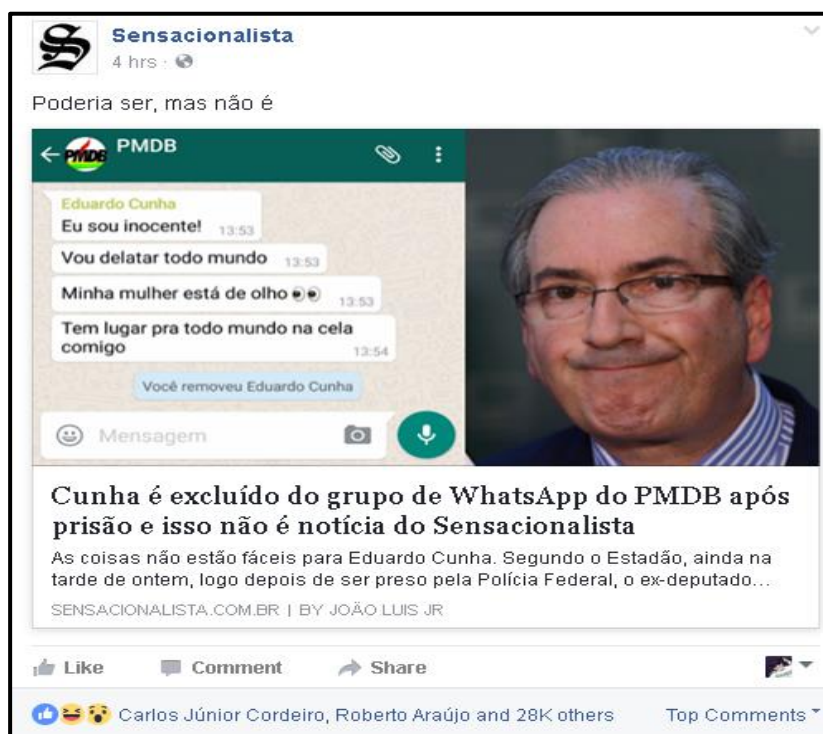 Sensacionalista
4 hrs ·
Poderia ser, mas não é
PMDB
PMDB
Eduardo Cunha
Eu sou inocente! 13:53
Vou delatar todo mundo 13:53
Minha mulher está de olho 👀 13:53
Tem lugar pra todo mundo na cela
comigo 13:54
Você removeu Eduardo Cunha
Mensagem
Cunha é excluído do grupo de WhatsApp do PMDB após
prisão e isso não é notícia do Sensacionalista
As coisas não estão fáceis para Eduardo Cunha. Segundo o Estadão, ainda na
tarde de ontem, logo depois de ser preso pela Polícia Federal, o ex-deputado...
SENSACIONALISTA.COM.BR | BY JOÃO LUIS JR
Like Comment Share
Carlos Júnior Cordeiro, Roberto Araújo and 28K others Top Comments